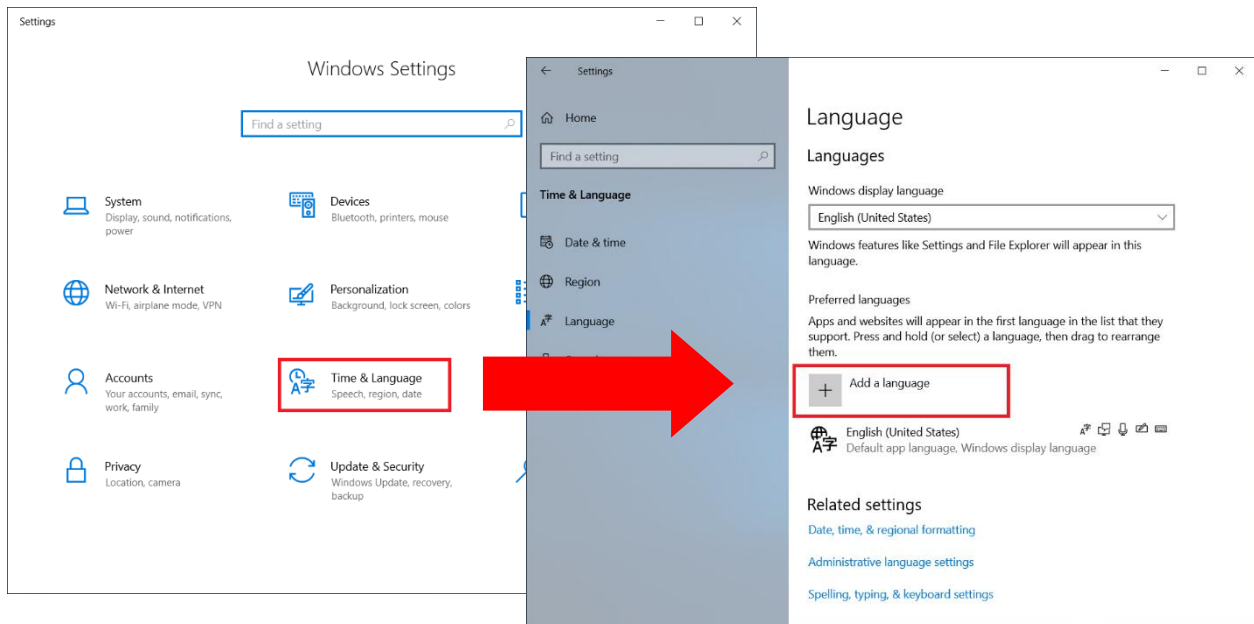 Settings
Windows Settings
Find a setting
System
Display, sound, notifications,
power
Devices
Bluetooth, printers, mouse
Network & Internet
Wi-Fi, airplane mode, VPN
Personalization
Background, lock screen, colors
Accounts
Your accounts, email, sync,
work, family
Time & Language
Speech, region, date
Privacy
Location, camera
Update & Security
Windows Update, recovery,
backup
Settings
Home
Find a setting
Time & Language
Date & time
Region
Language
Language
Languages
Windows display language
English (United States)
Windows features like Settings and File Explorer will appear in this
language.
Preferred languages
Apps and websites will appear in the first language in the list that they
support. Press and hold (or select) a language, then drag to rearrange
them.
Add a language
English (United States)
Default app language, Windows display language
Related settings
Date, time, & regional formatting
Administrative language settings
Spelling, typing, & keyboard settings